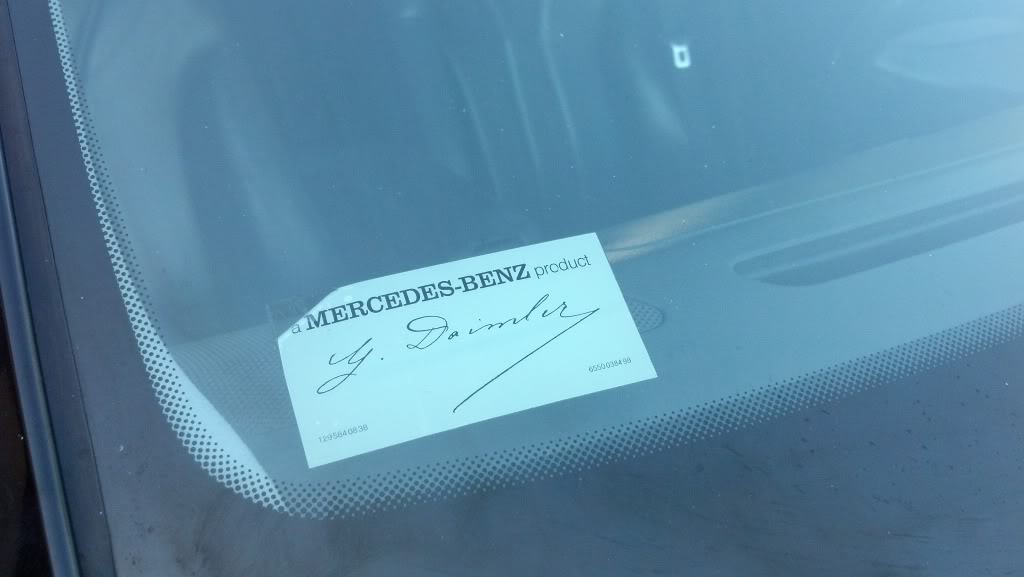 a MERCEDES-BENZ product
G. Daimler
6550038498
1295840838